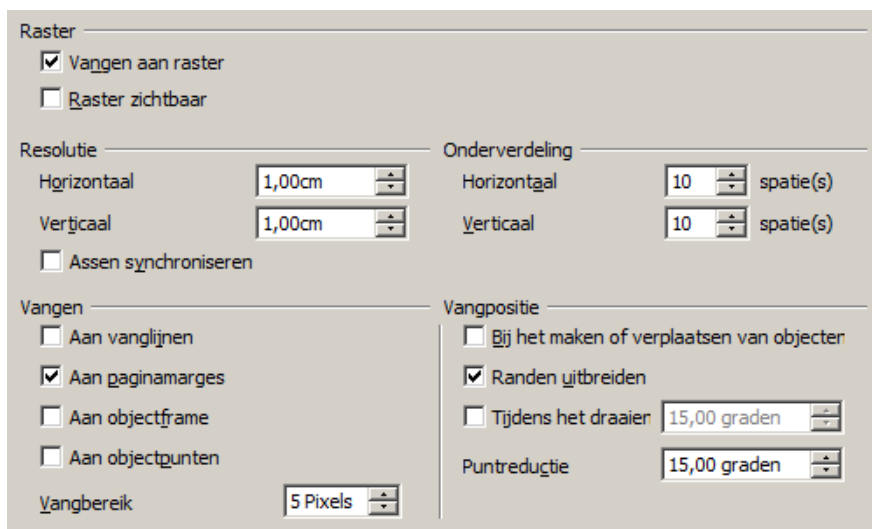 Raster
Vangen aan raster
Raster zichtbaar
Resolutie
Horizontaal 1,00cm
Verticaal 1,00cm
Assen synchroniseren
Onderverdeling
Horizontaal 10 spatie(s)
Verticaal 10 spatie(s)
Vangen
Aan vanglijnen
Aan paginamarges
Aan objectframe
Aan objectpunten
Vangbereik 5 Pixels
Vangpositie
Bij het maken of verplaatsen van objecten
Randen uitbreiden
Tijdens het draaien 15,00 graden
Puntreductie 15,00 graden